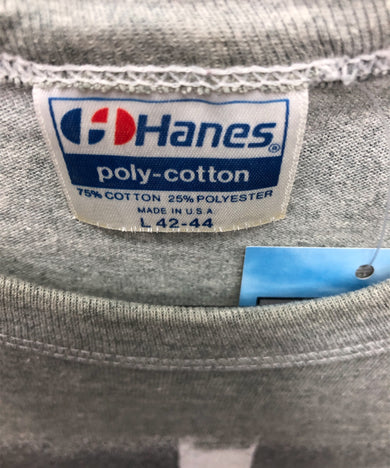 Hanes®
poly-cotton
75% COTTON 25% POLYESTER
MADE IN U.S.A
L 42-44